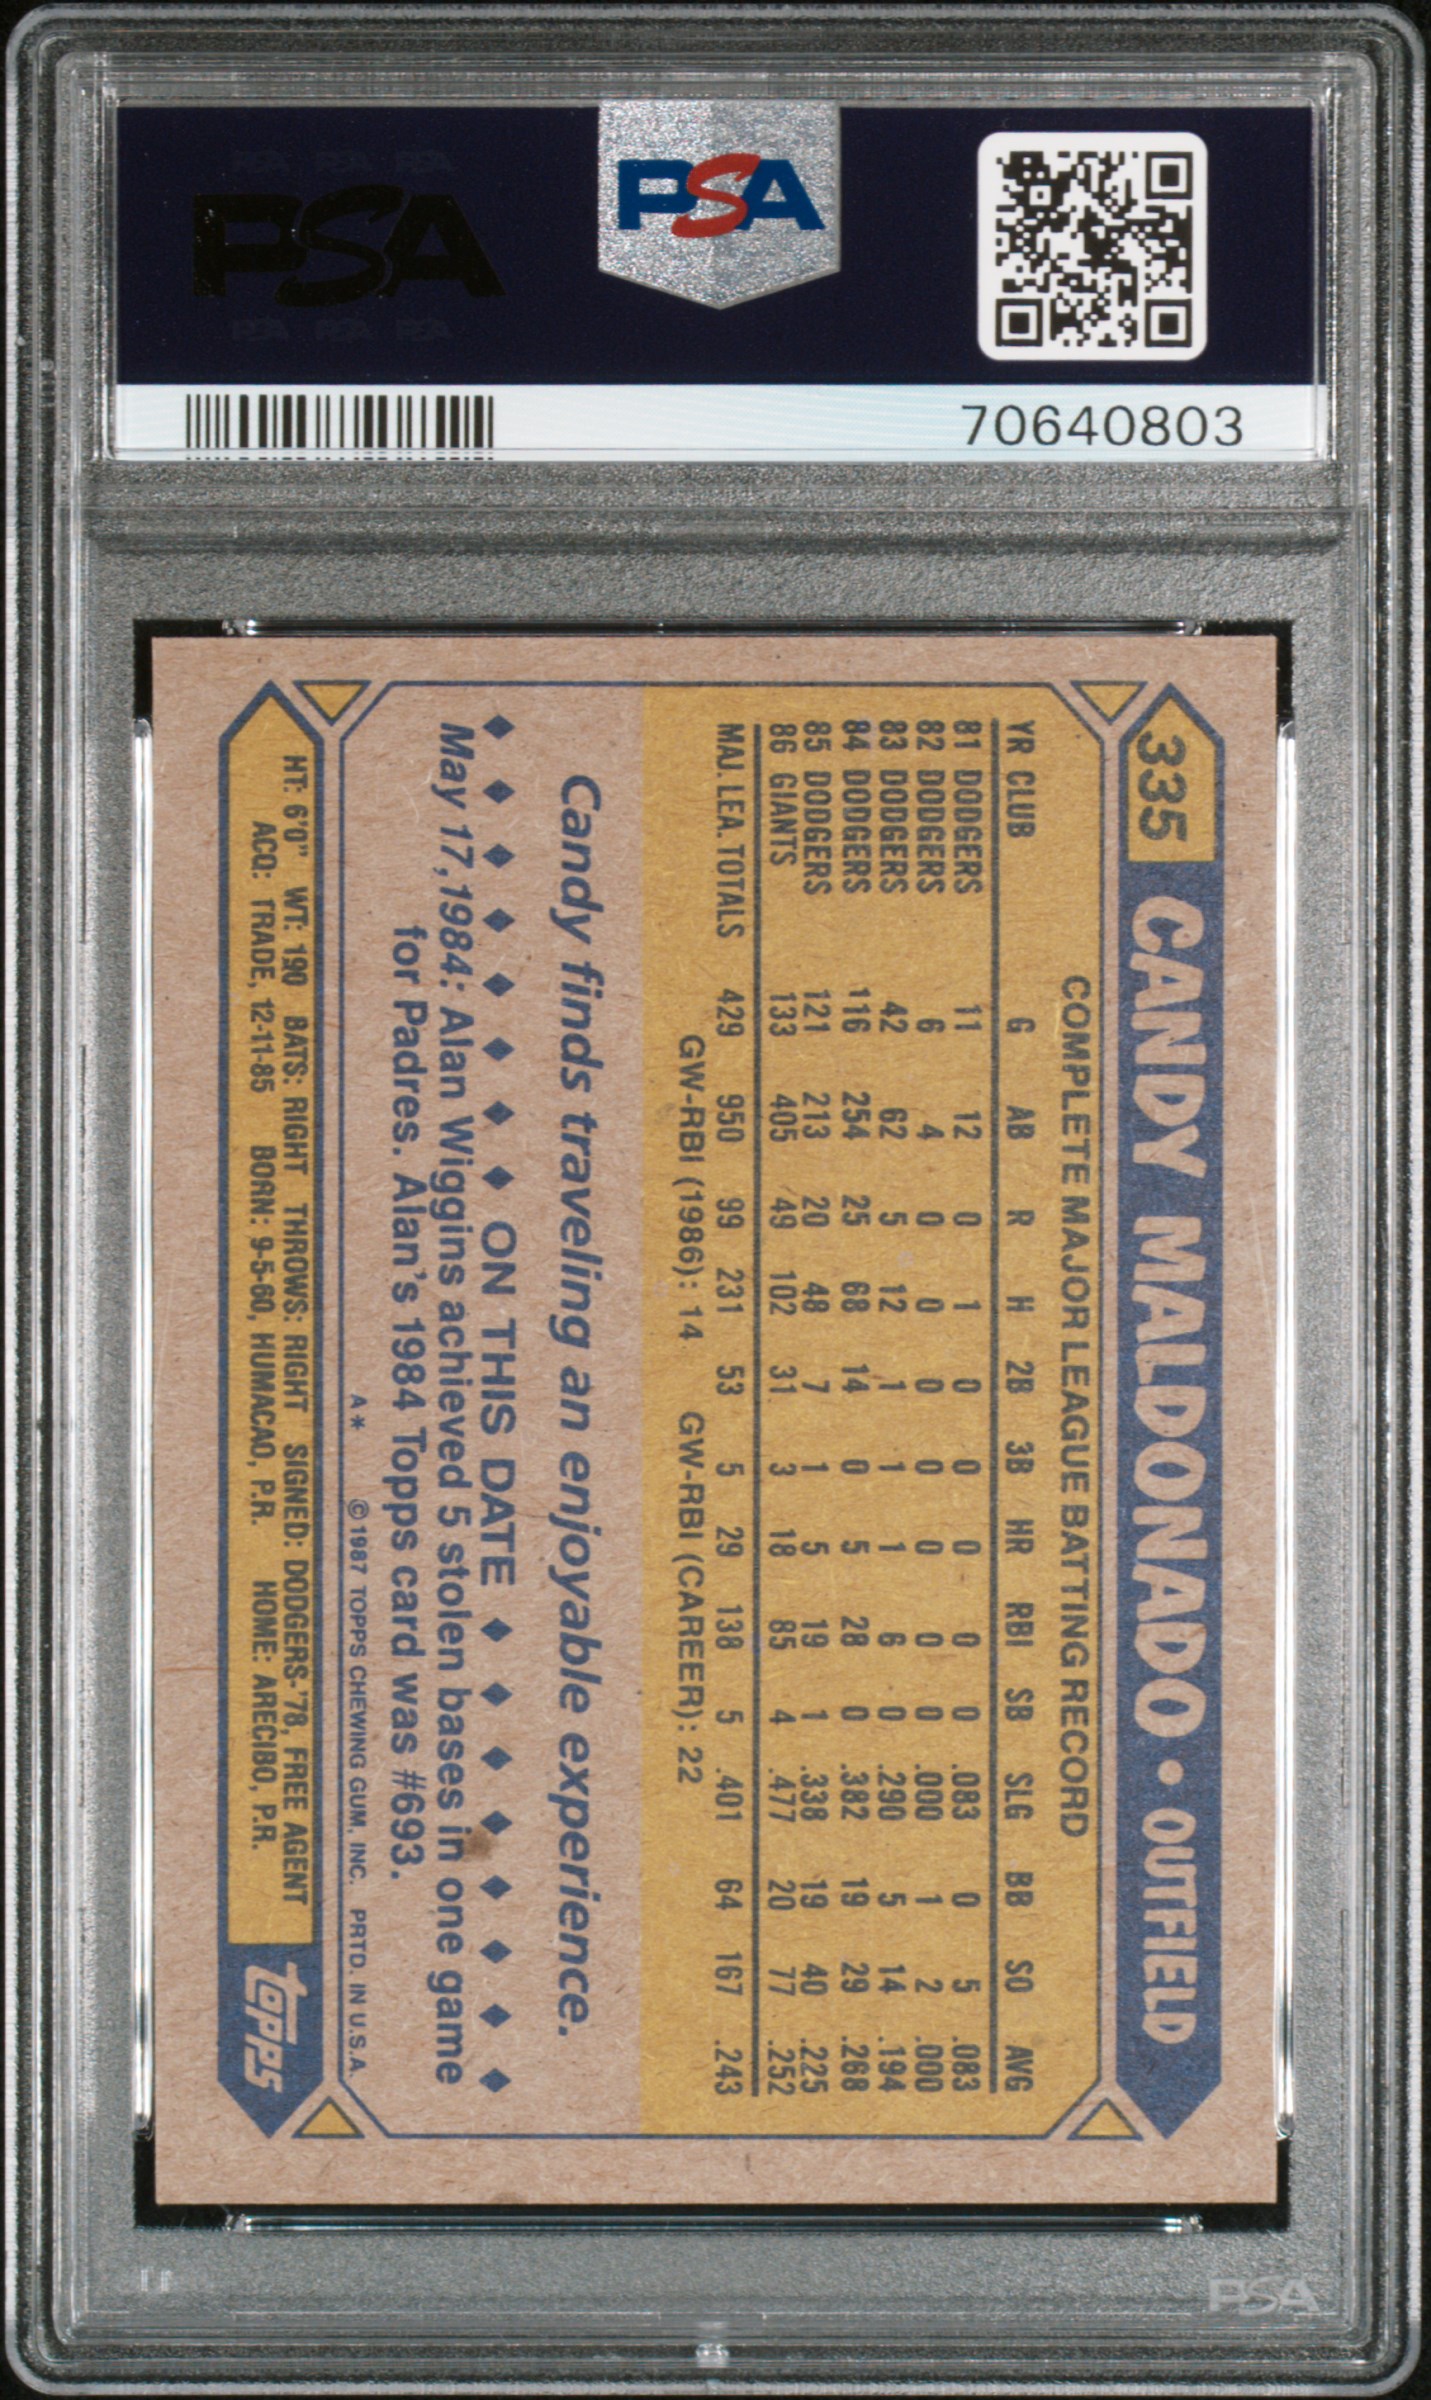 PSA PSA PSA
PSA
PSA PSA PSA
PSA
70640803
335 CANDY MALDONADO • OUTFIELD
COMPLETE MAJOR LEAGUE BATTING RECORD
YR CLUB G AB R H 2B 3B HR RBI SB SLG BB SO AVG
81 DODGERS 11 12 0 1 0 0 0 0 0 .083 0 5 .083
82 DODGERS 6 4 0 0 0 0 0 0 0 .000 1 2 .000
83 DODGERS 42 62 5 12 1 1 1 6 0 .290 5 14 .194
84 DODGERS 116 254 25 68 14 0 5 28 0 .382 19 29 .268
85 DODGERS 121 213 20 48 7 1 5 19 1 .338 19 40 .225
86 GIANTS 133 405 49 102 31 3 18 85 4 .477 20 77 .252
MAJ. LEA. TOTALS 429 950 99 231 53 5 29 138 5 .401 64 167 .243
GW-RBI (1986): 14 GW-RBI (CAREER): 22
Candy finds traveling an enjoyable experience.
ON THIS DATE
May 17, 1984: Alan Wiggins achieved 5 stolen bases in one game
for Padres. Alan's 1984 Topps card was #693.
A* © 1987 TOPPS CHEWING GUM, INC. PRTD. IN U.S.A.
HT: 6'0" WT: 190 BATS: RIGHT THROWS: RIGHT SIGNED: DODGERS-'78, FREE AGENT
ACQ: TRADE, 12-11-85 BORN: 9-5-60, HUMACAO, P.R. HOME: ARECIBO, P.R.
topps
PSA